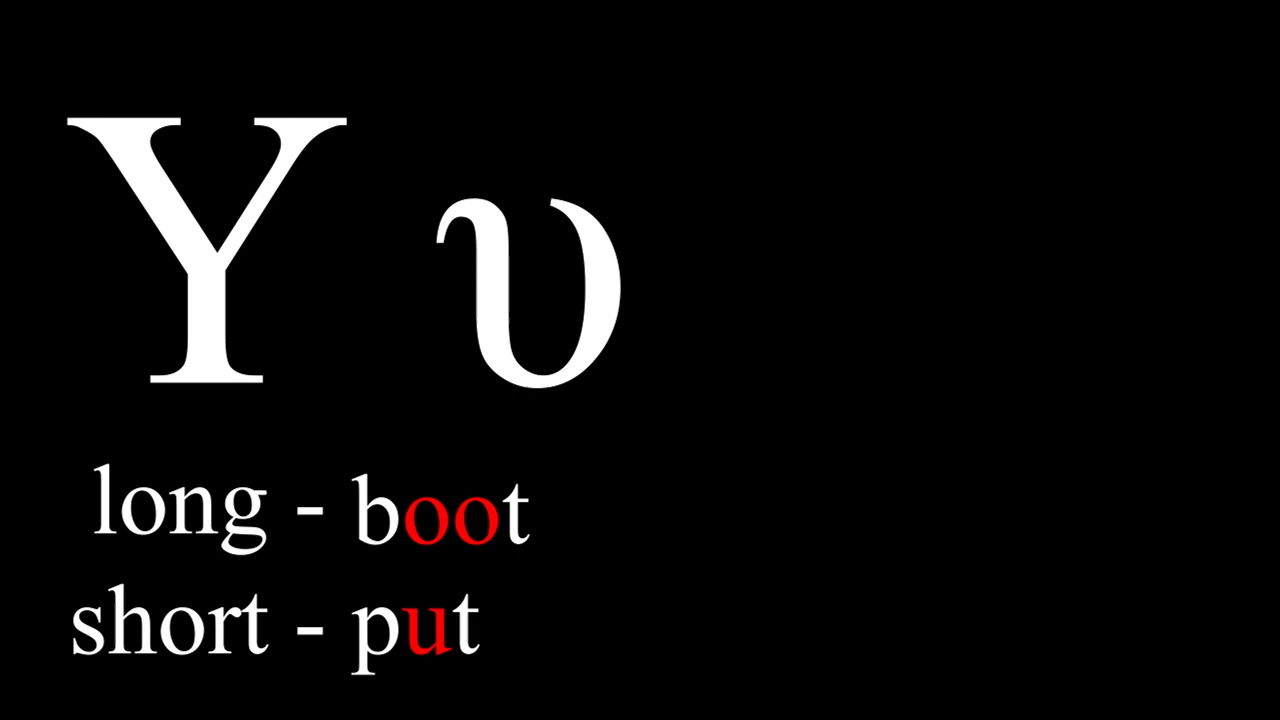 Υ υ
long - boot
short - put